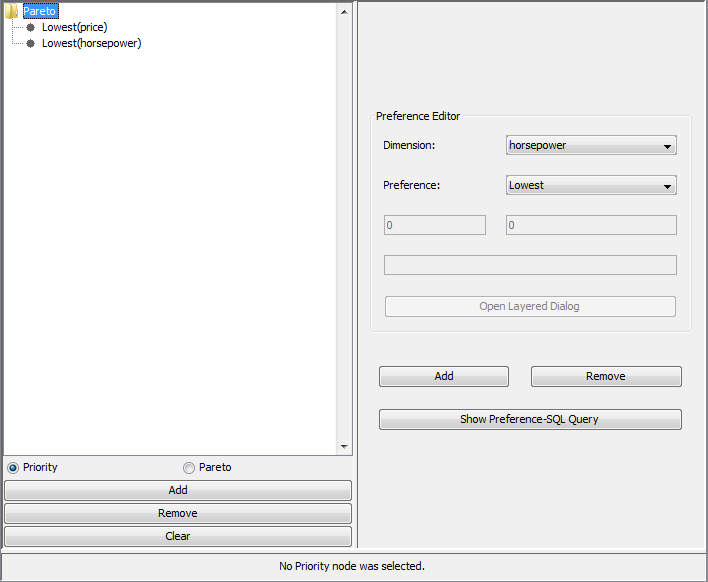 Pareto
Lowest(price)
Lowest(horsepower)
Priority
Pareto
Add
Remove
Clear
Preference Editor
Dimension:
horsepower
Preference:
Lowest
0
0
Open Layered Dialog
Add
Remove
Show Preference-SQL Query
No Priority node was selected.